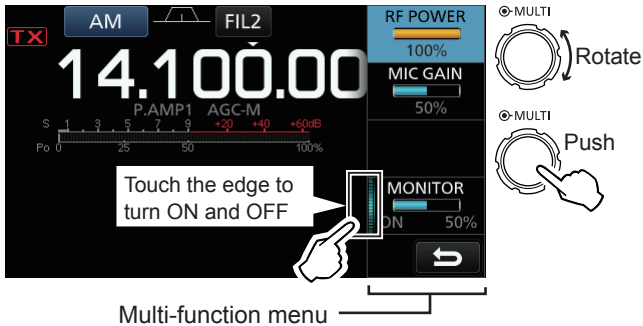 AM
FIL2
RF POWER
100%
MULTI
TX
14.100.00
Rotate
MIC GAIN
50%
P.AMP1 AGC-M
S 1 3 5 7 9 +20 +40 +60dB
Po 0 25 50 100%
MULTI
Push
Touch the edge to
turn ON and OFF
MONITOR
ON 50%
Multi-function menu